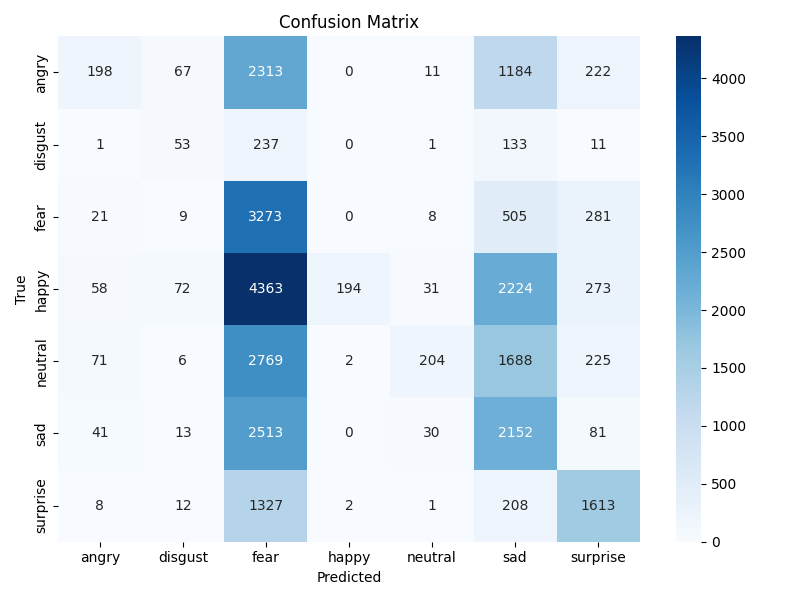 Confusion Matrix
True
angry 198 67 2313 0 11 1184 222
disgust 1 53 237 0 1 133 11
fear 21 9 3273 0 8 505 281
happy 58 72 4363 194 31 2224 273
neutral 71 6 2769 2 204 1688 225
sad 41 13 2513 0 30 2152 81
surprise 8 12 1327 2 1 208 1613
angry disgust fear happy neutral sad surprise
Predicted
4000
3500
3000
2500
2000
1500
1000
500
0